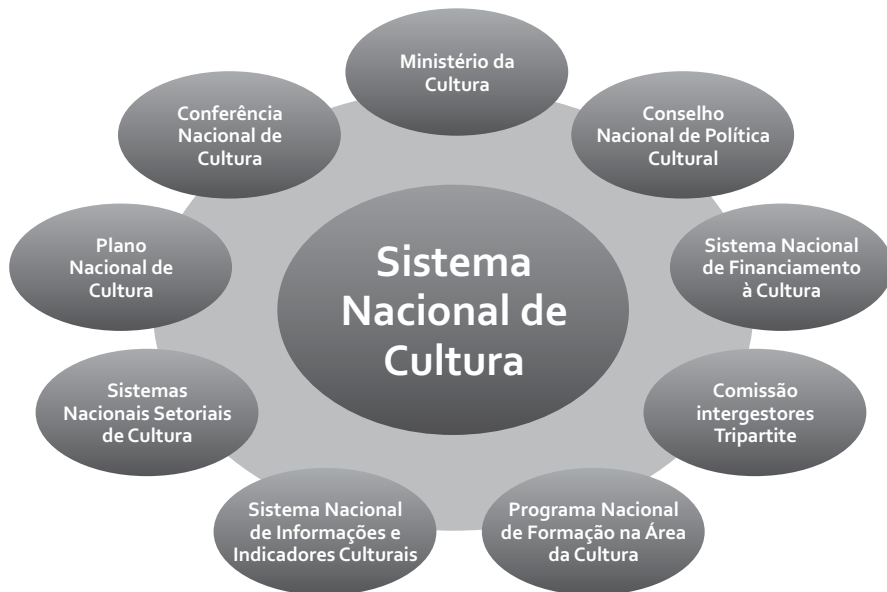 Ministério da
Cultura
Conselho
Nacional de Política
Cultural
Sistema Nacional
de Financiamento
à Cultura
Comissão
intergestores
Tripartite
Programa Nacional
de Formação na Área
da Cultura
Sistema Nacional
de Informações e
Indicadores Culturais
Sistemas
Nacionais Setoriais
de Cultura
Plano
Nacional de
Cultura
Conferência
Nacional de
Cultura
Sistema
Nacional de
Cultura